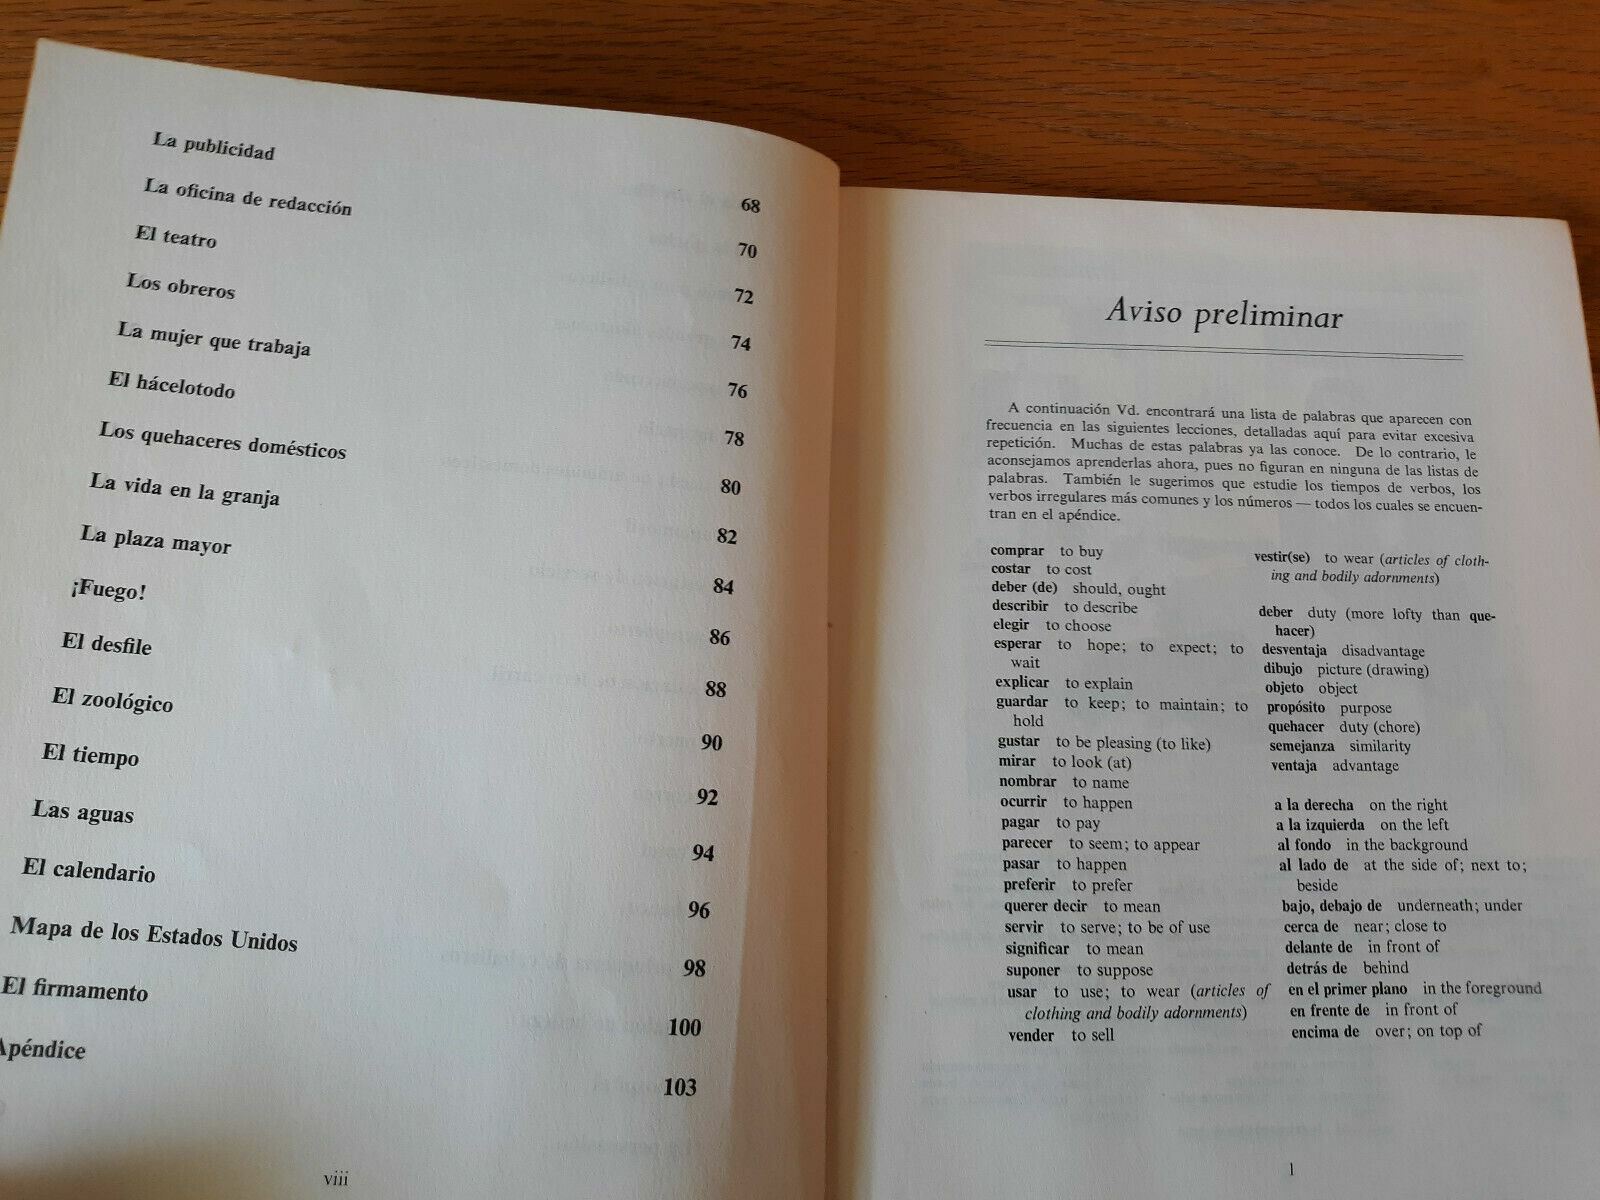 La publicidad 68
La oficina de redacción 70
El teatro 72
Los obreros 74
La mujer que trabaja 76
El hácelotodo 78
Los quehaceres domésticos 80
La vida en la granja 82
La plaza mayor 84
¡Fuego! 86
El desfile 88
El zoológico 90
El tiempo 92
Las aguas 94
El calendario 96
Mapa de los Estados Unidos 98
El firmamento 100
Apéndice 103
viii
Aviso preliminar
A continuación Vd. encontrará una lista de palabras que aparecen con
frecuencia en las siguientes lecciones, detalladas aquí para evitar excesiva
repetición. Muchas de estas palabras ya las conoce. De lo contrario, le
aconsejamos aprenderlas ahora, pues no figuran en ninguna de las listas de
palabras. También le sugerimos que estudie los tiempos de verbos, los
verbos irregulares más comunes y los números — todos los cuales se encuen-
tran en el apéndice.
comprar to buy
costar to cost
deber (de) should, ought
describir to describe
elegir to choose
esperar to hope; to expect; to
wait
explicar to explain
guardar to keep; to maintain; to
hold
gustar to be pleasing (to like)
mirar to look (at)
nombrar to name
ocurrir to happen
pagar to pay
parecer to seem; to appear
pasar to happen
preferir to prefer
querer decir to mean
servir to serve; to be of use
significar to mean
suponer to suppose
usar to use; to wear (articles of
clothing and bodily adornments)
vender to sell
vestir(se) to wear (articles of cloth-
ing and bodily adornments)
deber duty (more lofty than que-
hacer)
desventaja disadvantage
dibujo picture (drawing)
objeto object
propósito purpose
quehacer duty (chore)
semejanza similarity
ventaja advantage
a la derecha on the right
a la izquierda on the left
al fondo in the background
al lado de at the side of; next to;
beside
bajo, debajo de underneath; under
cerca de near; close to
delante de in front of
detrás de behind
en el primer plano in the foreground
en frente de in front of
encima de over; on top of
1